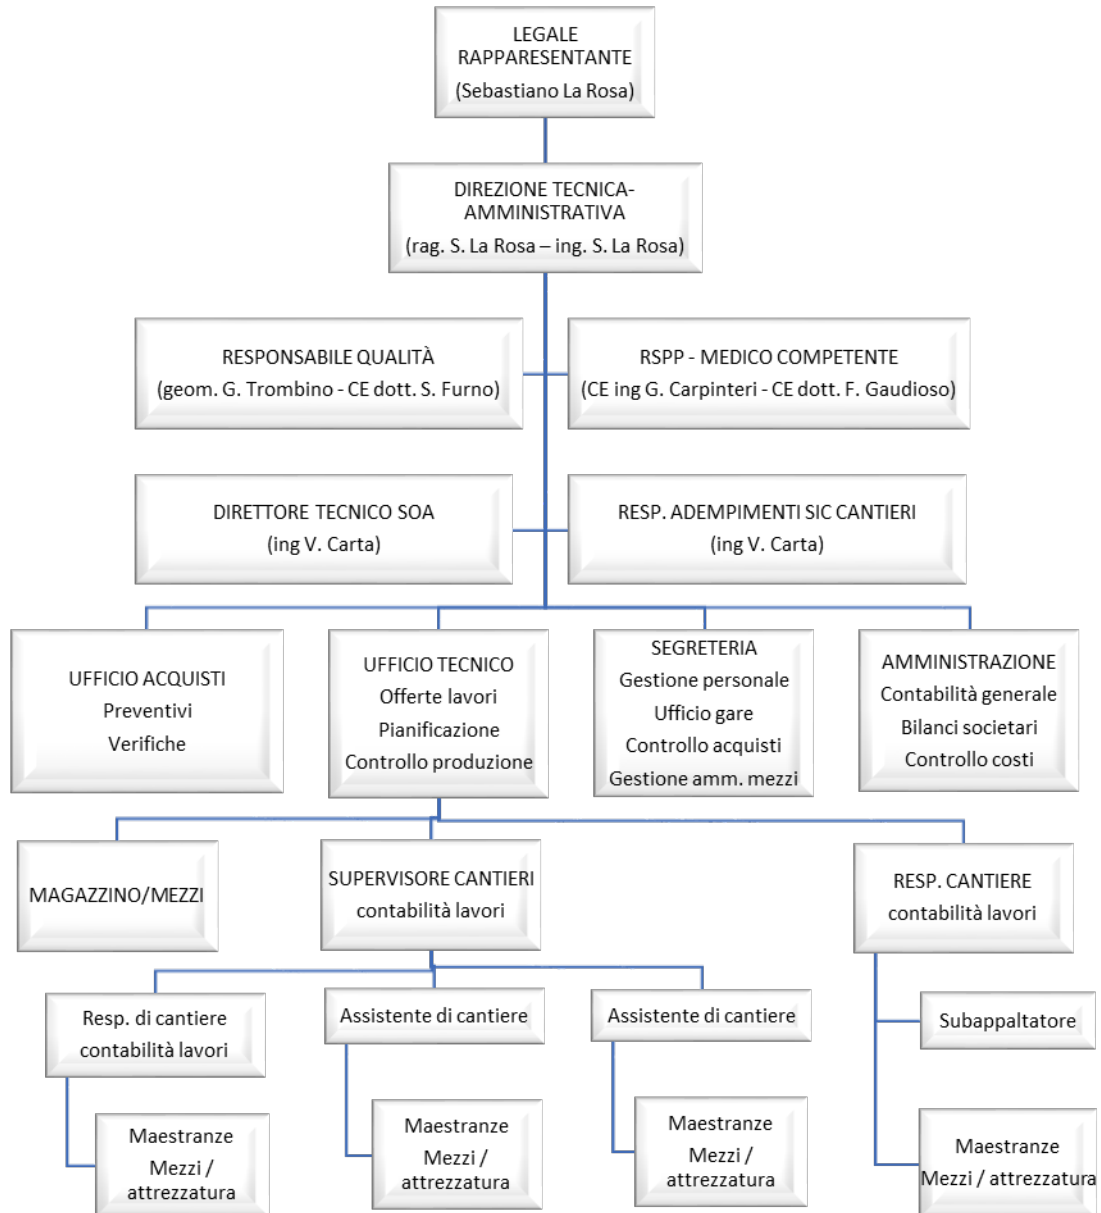 LEGALE
RAPPARESENTANTE
(Sebastiano La Rosa)
DIREZIONE TECNICA-
AMMINISTRATIVA
(rag. S. La Rosa – ing. S. La Rosa)
RESPONSABILE QUALITÀ
(geom. G. Trombino - CE dott. S. Furno)
RSPP - MEDICO COMPETENTE
(CE ing G. Carpinteri - CE dott. F. Gaudioso)
DIRETTORE TECNICO SOA
(ing V. Carta)
RESP. ADEMPIMENTI SIC CANTIERI
(ing V. Carta)
UFFICIO ACQUISTI
Preventivi
Verifiche
UFFICIO TECNICO
Offerte lavori
Pianificazione
Controllo produzione
SEGRETERIA
Gestione personale
Ufficio gare
Controllo acquisti
Gestione amm. mezzi
AMMINISTRAZIONE
Contabilità generale
Bilanci societari
Controllo costi
MAGAZZINO/MEZZI
SUPERVISORE CANTIERI
contabilità lavori
RESP. CANTIERE
contabilità lavori
Resp. di cantiere
contabilità lavori
Assistente di cantiere
Assistente di cantiere
Subappaltatore
Maestranze
Mezzi /
attrezzatura
Maestranze
Mezzi /
attrezzatura
Maestranze
Mezzi /
attrezzatura
Maestranze
Mezzi / attrezzatura